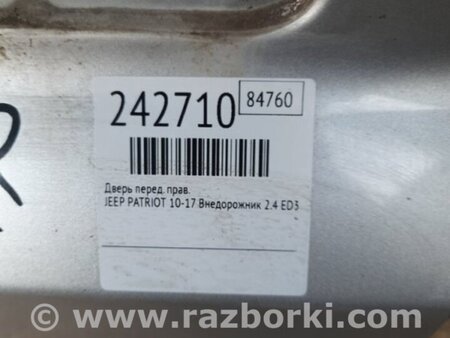 242710
84760
R
Дверь перед. прав.
JEEP PATRIOT 10-17 Внедорожник 2.4 ED3
www.razborki.com